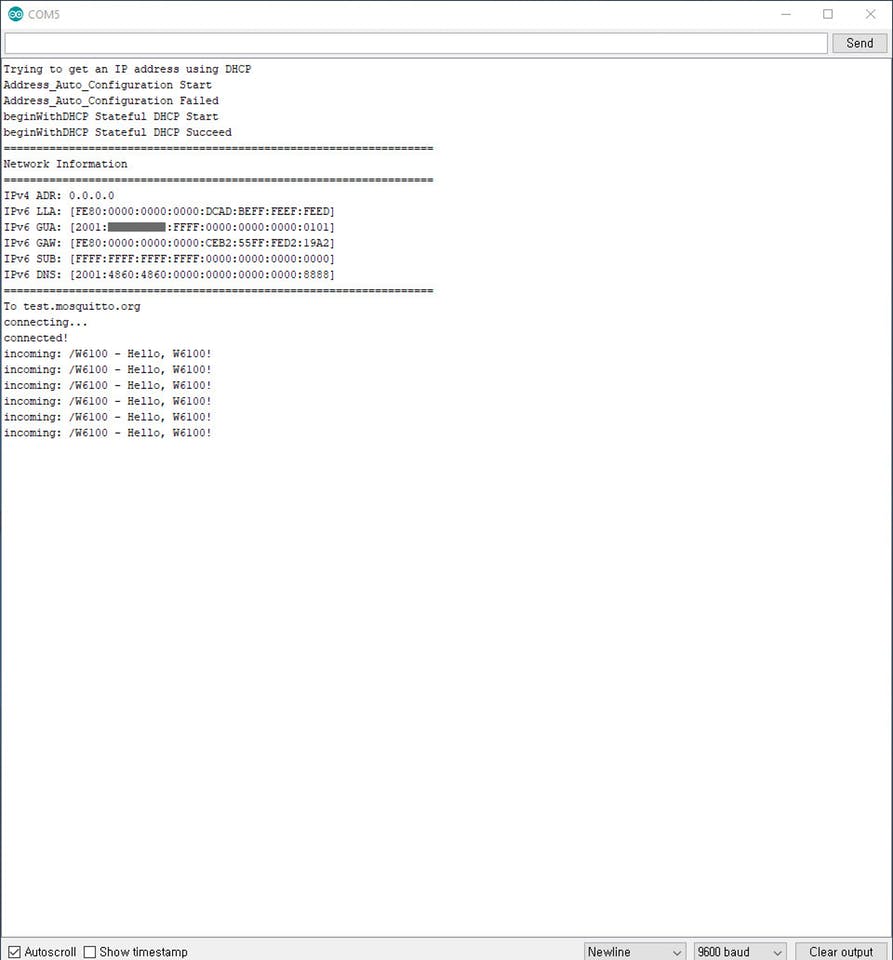 COM5
Send
Trying to get an IP address using DHCP
Address_Auto_Configuration Start
Address_Auto_Configuration Failed
beginWithDHCP Stateful DHCP Start
beginWithDHCP Stateful DHCP Succeed
==================================================================
Network Information
==================================================================
IPv4 ADR: 0.0.0.0
IPv6 LLA: [FE80:0000:0000:0000:DCAD:BEFF:FEEF:FEED]
IPv6 GUA: [2001: :FFFF:0000:0000:0000:0101]
IPv6 GAW: [FE80:0000:0000:0000:CEB2:55FF:FED2:19A2]
IPv6 SUB: [FFFF:FFFF:FFFF:FFFF:0000:0000:0000:0000]
IPv6 DNS: [2001:4860:4860:0000:0000:0000:0000:8888]
==================================================================
To test.mosquitto.org
connecting...
connected!
incoming: /W6100 - Hello, W6100!
incoming: /W6100 - Hello, W6100!
incoming: /W6100 - Hello, W6100!
incoming: /W6100 - Hello, W6100!
incoming: /W6100 - Hello, W6100!
incoming: /W6100 - Hello, W6100!
Autoscroll Show timestamp Newline 9600 baud Clear output